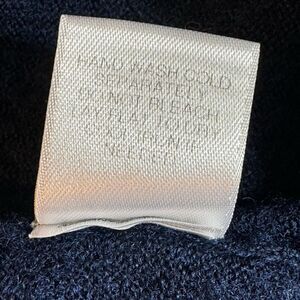 HAND WASH COLD
SEPARATELY
DO NOT BLEACH
LAY FLAT TO DRY
COOL IRON IF
NEEDED